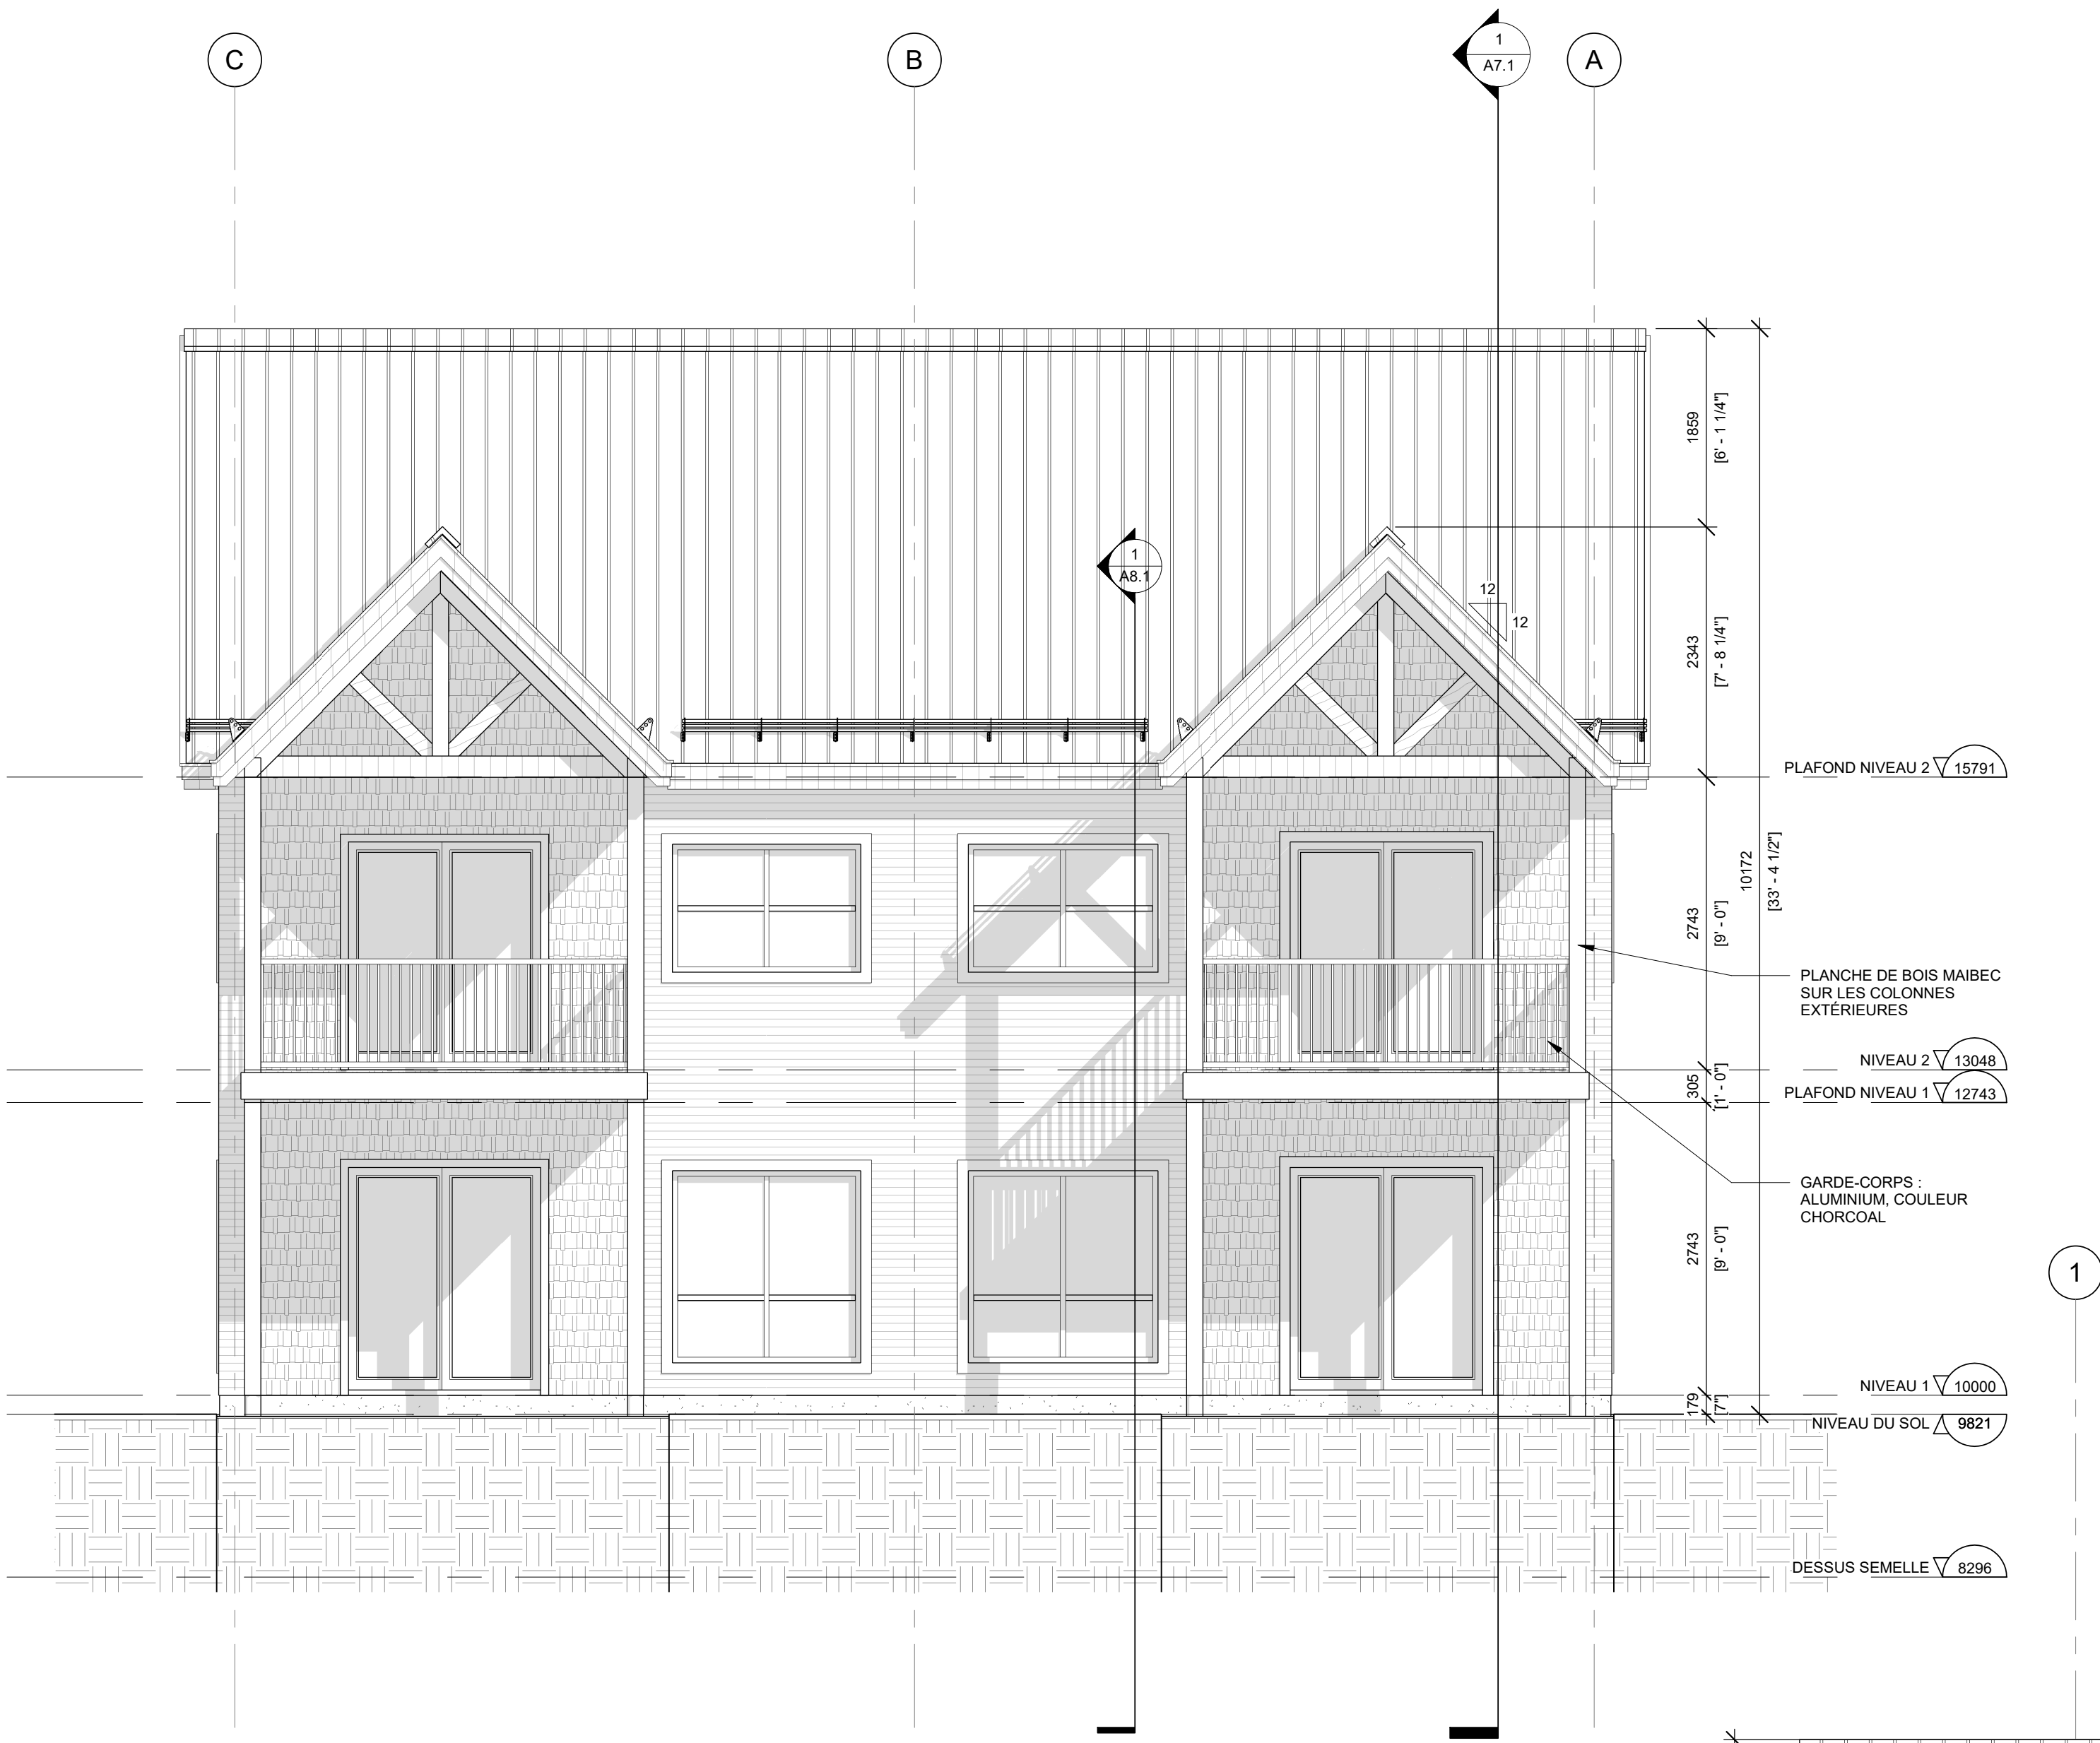 C
B
1
A7.1
A
1859
[6' - 1 1/4"]
1
A8.1
12
12
2343
[7' - 8 1/4"]
PLAFOND NIVEAU 2
15791
2743
[9' - 0"]
10172
[33' - 4 1/2"]
PLANCHE DE BOIS MAIBEC
SUR LES COLONNES
EXTÉRIEURES
NIVEAU 2
13048
305
[1' - 0"]
PLAFOND NIVEAU 1
12743
GARDE-CORPS :
ALUMINIUM, COULEUR
CHORCOAL
2743
[9' - 0"]
1
NIVEAU 1
10000
179
[7"]
NIVEAU DU SOL
9821
DESSUS SEMELLE
8296